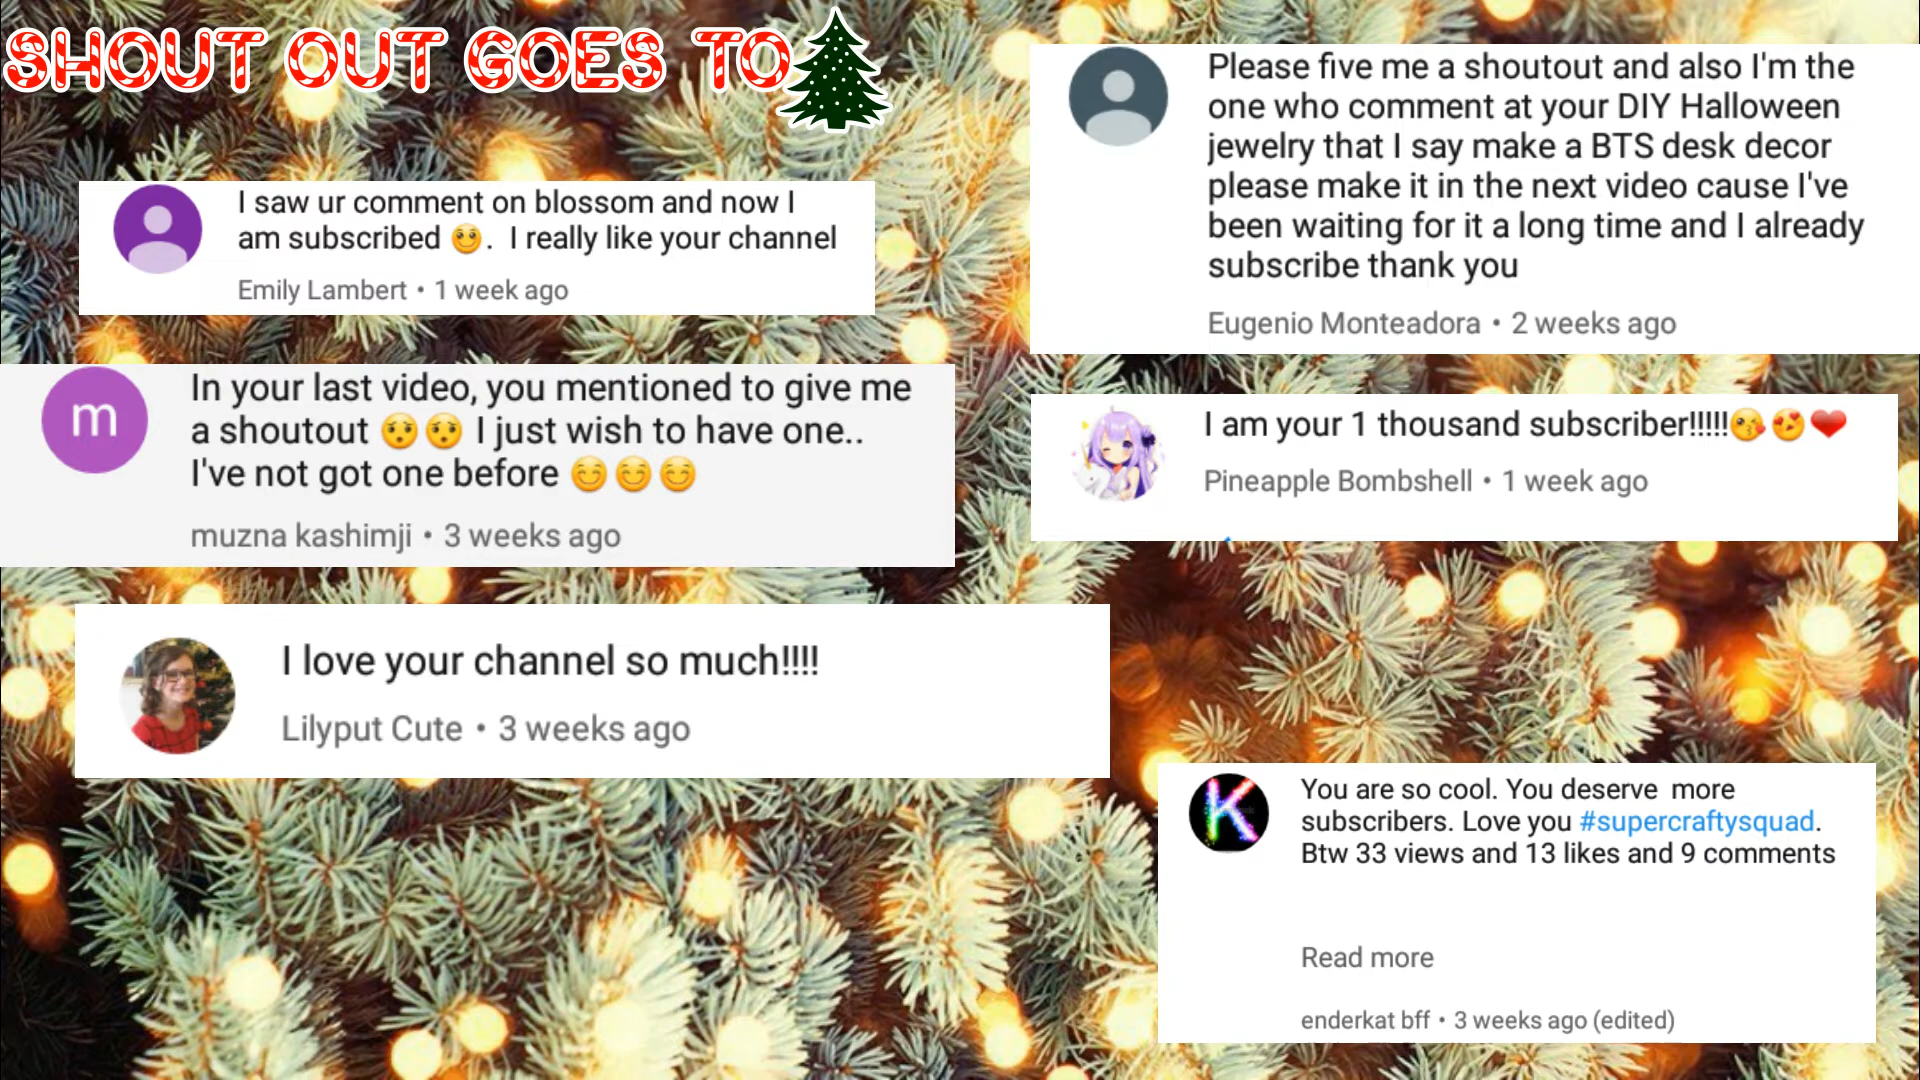 SHOUT OUT GOES TO
I saw ur comment on blossom and now I
am subscribed 😊. I really like your channel
Emily Lambert • 1 week ago
m
In your last video, you mentioned to give me
a shoutout 😯😯 I just wish to have one..
I've not got one before 😊😊😊
muzna kashimji • 3 weeks ago
I love your channel so much!!!!
Lilyput Cute • 3 weeks ago
Please five me a shoutout and also I'm the
one who comment at your DIY Halloween
jewelry that I say make a BTS desk decor
please make it in the next video cause I've
been waiting for it a long time and I already
subscribe thank you
Eugenio Monteadora • 2 weeks ago
I am your 1 thousand subscriber!!!!!😘😍❤
Pineapple Bombshell • 1 week ago
K
You are so cool. You deserve  more
subscribers. Love you #supercraftysquad.
Btw 33 views and 13 likes and 9 comments
Read more
enderkat bff • 3 weeks ago (edited)